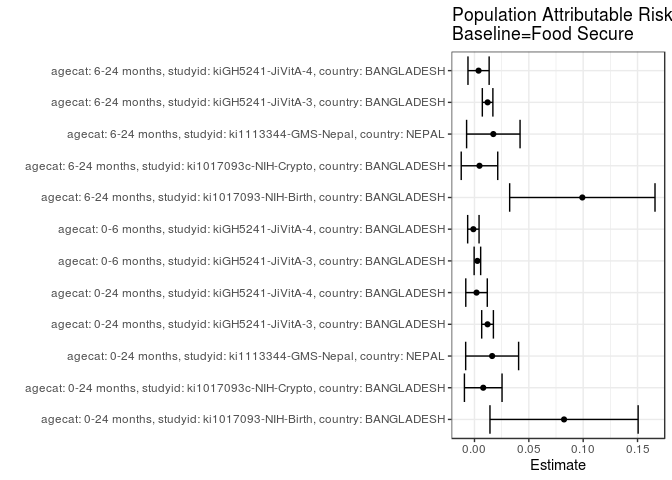 Population Attributable Risk
Baseline=Food Secure
agecat: 6-24 months, studyid: kiGH5241-JiVitA-4, country: BANGLADESH
agecat: 6-24 months, studyid: kiGH5241-JiVitA-3, country: BANGLADESH
agecat: 6-24 months, studyid: ki1113344-GMS-Nepal, country: NEPAL
agecat: 6-24 months, studyid: ki1017093c-NIH-Crypto, country: BANGLADESH
agecat: 6-24 months, studyid: ki1017093-NIH-Birth, country: BANGLADESH
agecat: 0-6 months, studyid: kiGH5241-JiVitA-4, country: BANGLADESH
agecat: 0-6 months, studyid: kiGH5241-JiVitA-3, country: BANGLADESH
agecat: 0-24 months, studyid: kiGH5241-JiVitA-4, country: BANGLADESH
agecat: 0-24 months, studyid: kiGH5241-JiVitA-3, country: BANGLADESH
agecat: 0-24 months, studyid: ki1113344-GMS-Nepal, country: NEPAL
agecat: 0-24 months, studyid: ki1017093c-NIH-Crypto, country: BANGLADESH
agecat: 0-24 months, studyid: ki1017093-NIH-Birth, country: BANGLADESH
0.00 0.05 0.10 0.15
Estimate